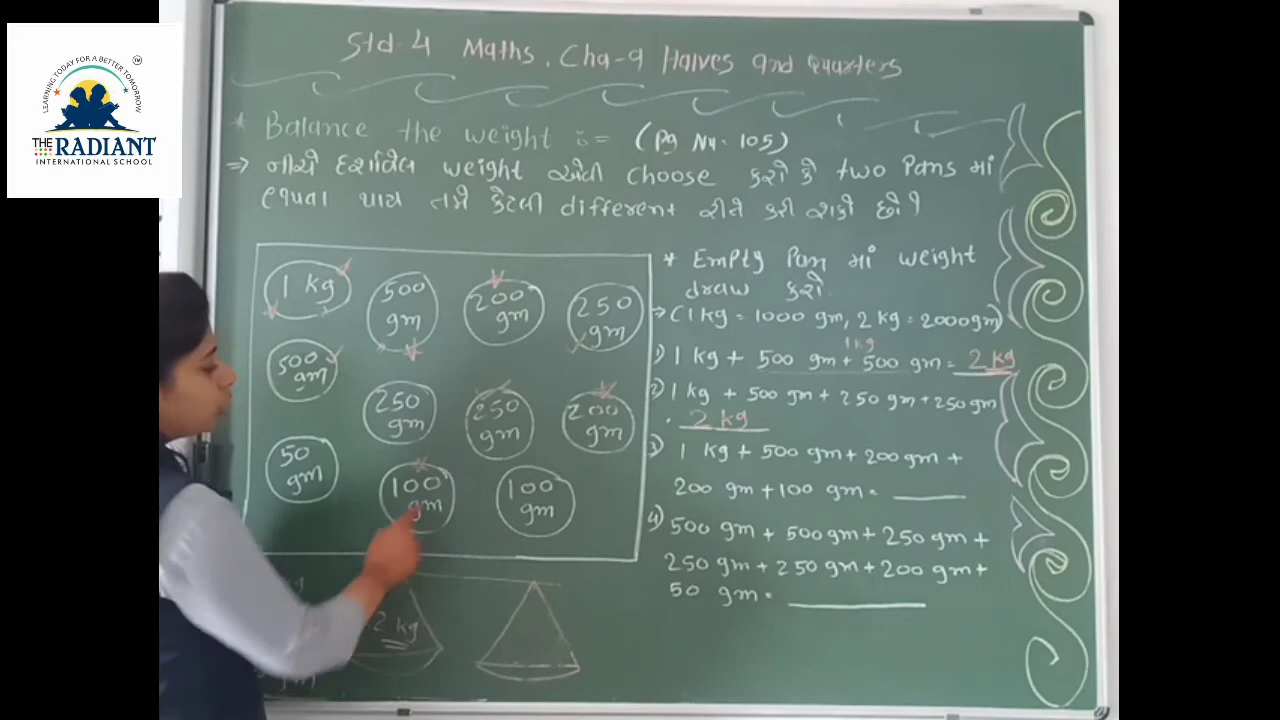 LEARNING TODAY FOR A BETTER TOMORROW
TM
THE RADIANT
INTERNATIONAL SCHOOL
Std. 4 Maths. Cha-9 Halves and Quarters
* Balance the weight := (Pg Nu. 105)
⇒ નીચે દર્શાવેલ weight એવી choose કરો કે two Pans માં
equal થાય તમે કેટલી different રીતે કરી શકો છો?
1 kg
500 gm
200 gm
250 gm
500 gm
250 gm
250 gm
200 gm
50 gm
100 gm
100 gm
2 kg
* Empty Pan માં weight
draw કરો.
→ (1 kg = 1000 gm, 2 kg = 2000 gm)
1 kg
1) 1 kg + 500 gm + 500 gm = 2 kg
2) 1 kg + 500 gm + 250 gm + 250 gm
= 2 kg
3) 1 kg + 500 gm + 200 gm +
200 gm + 100 gm = ____
4) 500 gm + 500 gm + 250 gm +
250 gm + 250 gm + 200 gm +
50 gm = ____